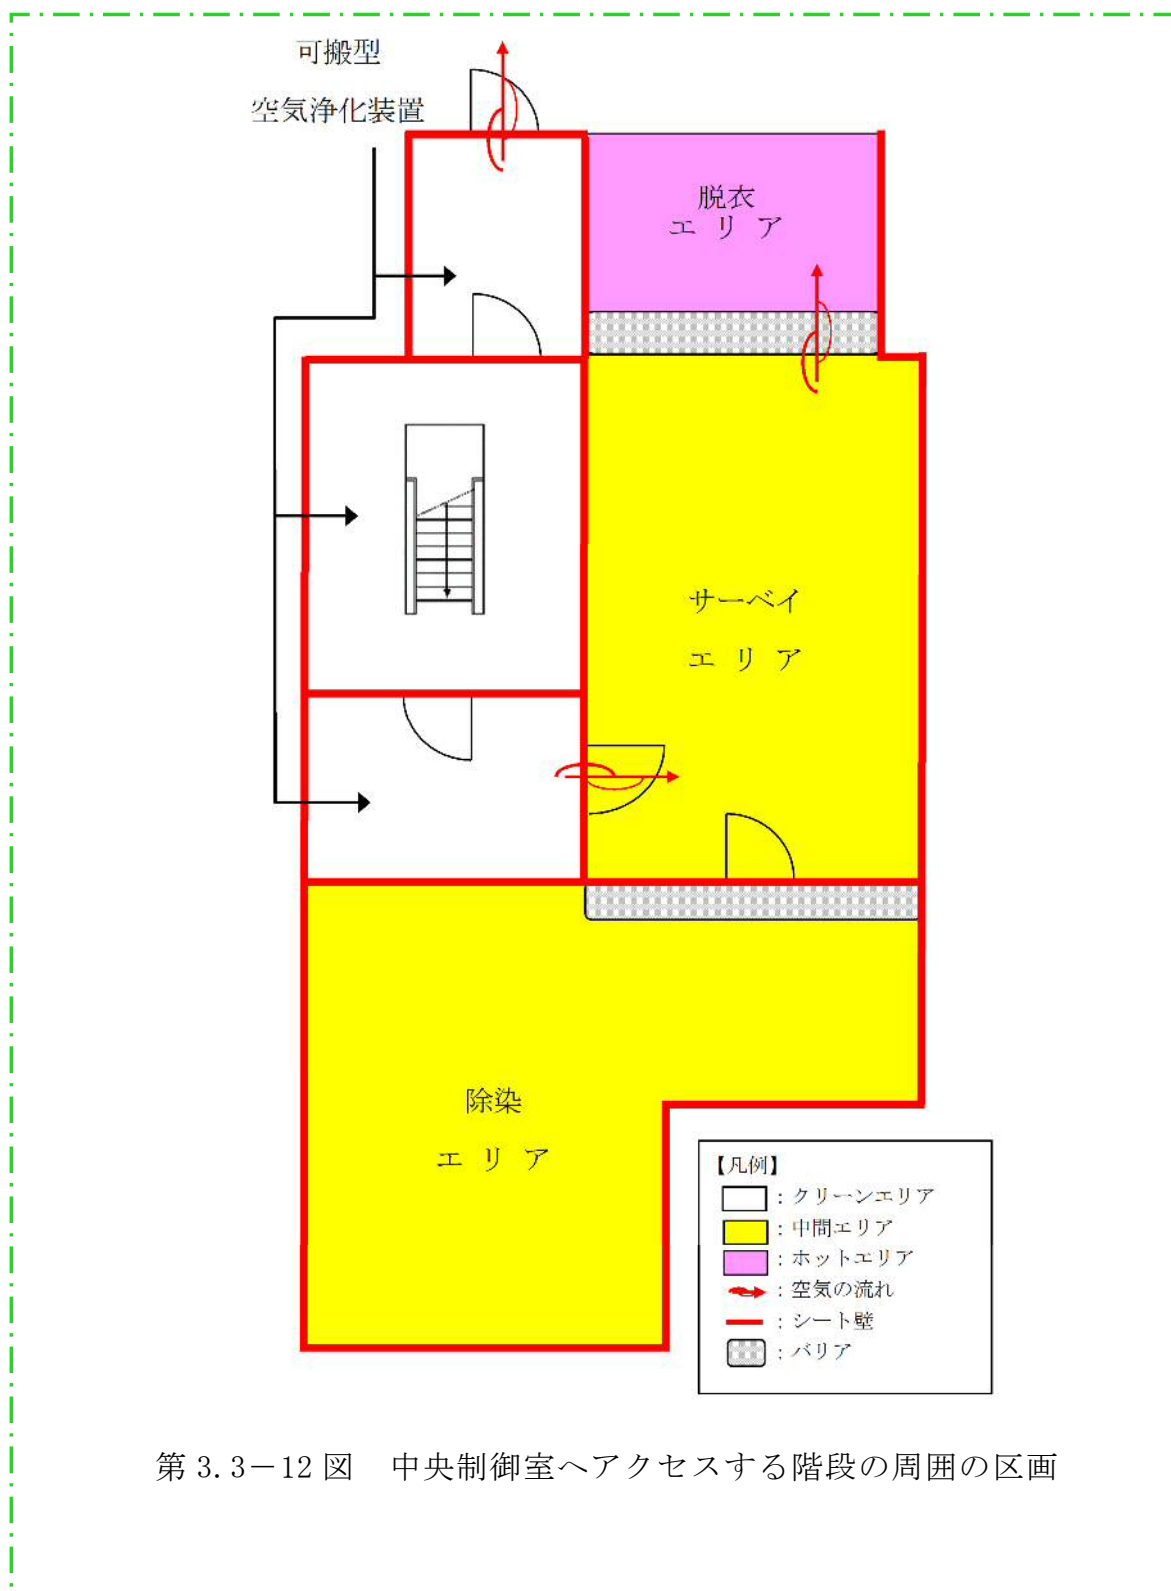 可搬型
空気浄化装置
脱衣
エリア
サーベイ
エリア
除染
エリア
【凡例】
：クリーンエリア
：中間エリア
：ホットエリア
：空気の流れ
：シート壁
：バリア
第 3.3－12 図　中央制御室へアクセスする階段の周囲の区画